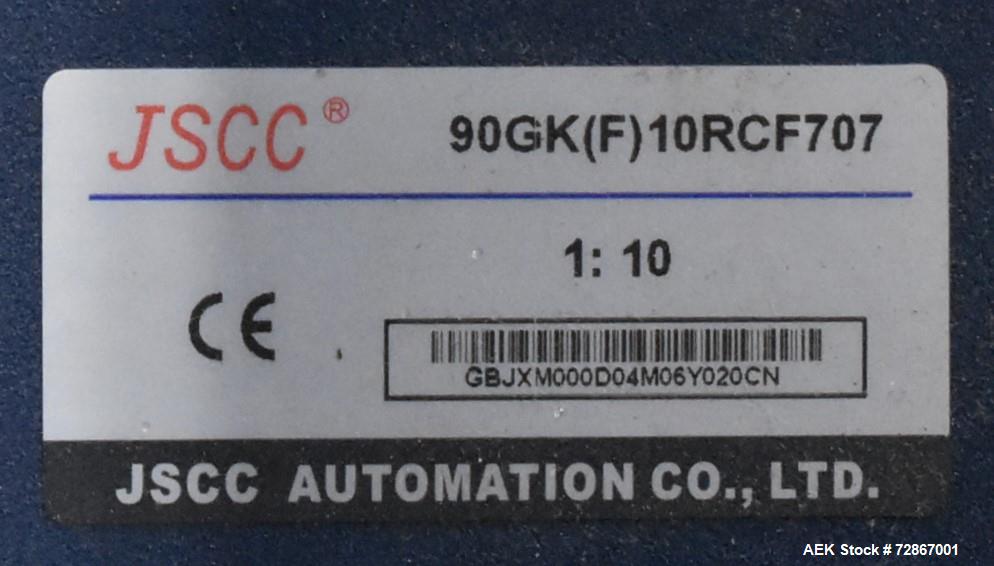 JSCC® 90GK(F)10RCF707
1: 10
CE
GBJXM000D04M06Y020CN
JSCC AUTOMATION CO., LTD.
AEK Stock # 72867001